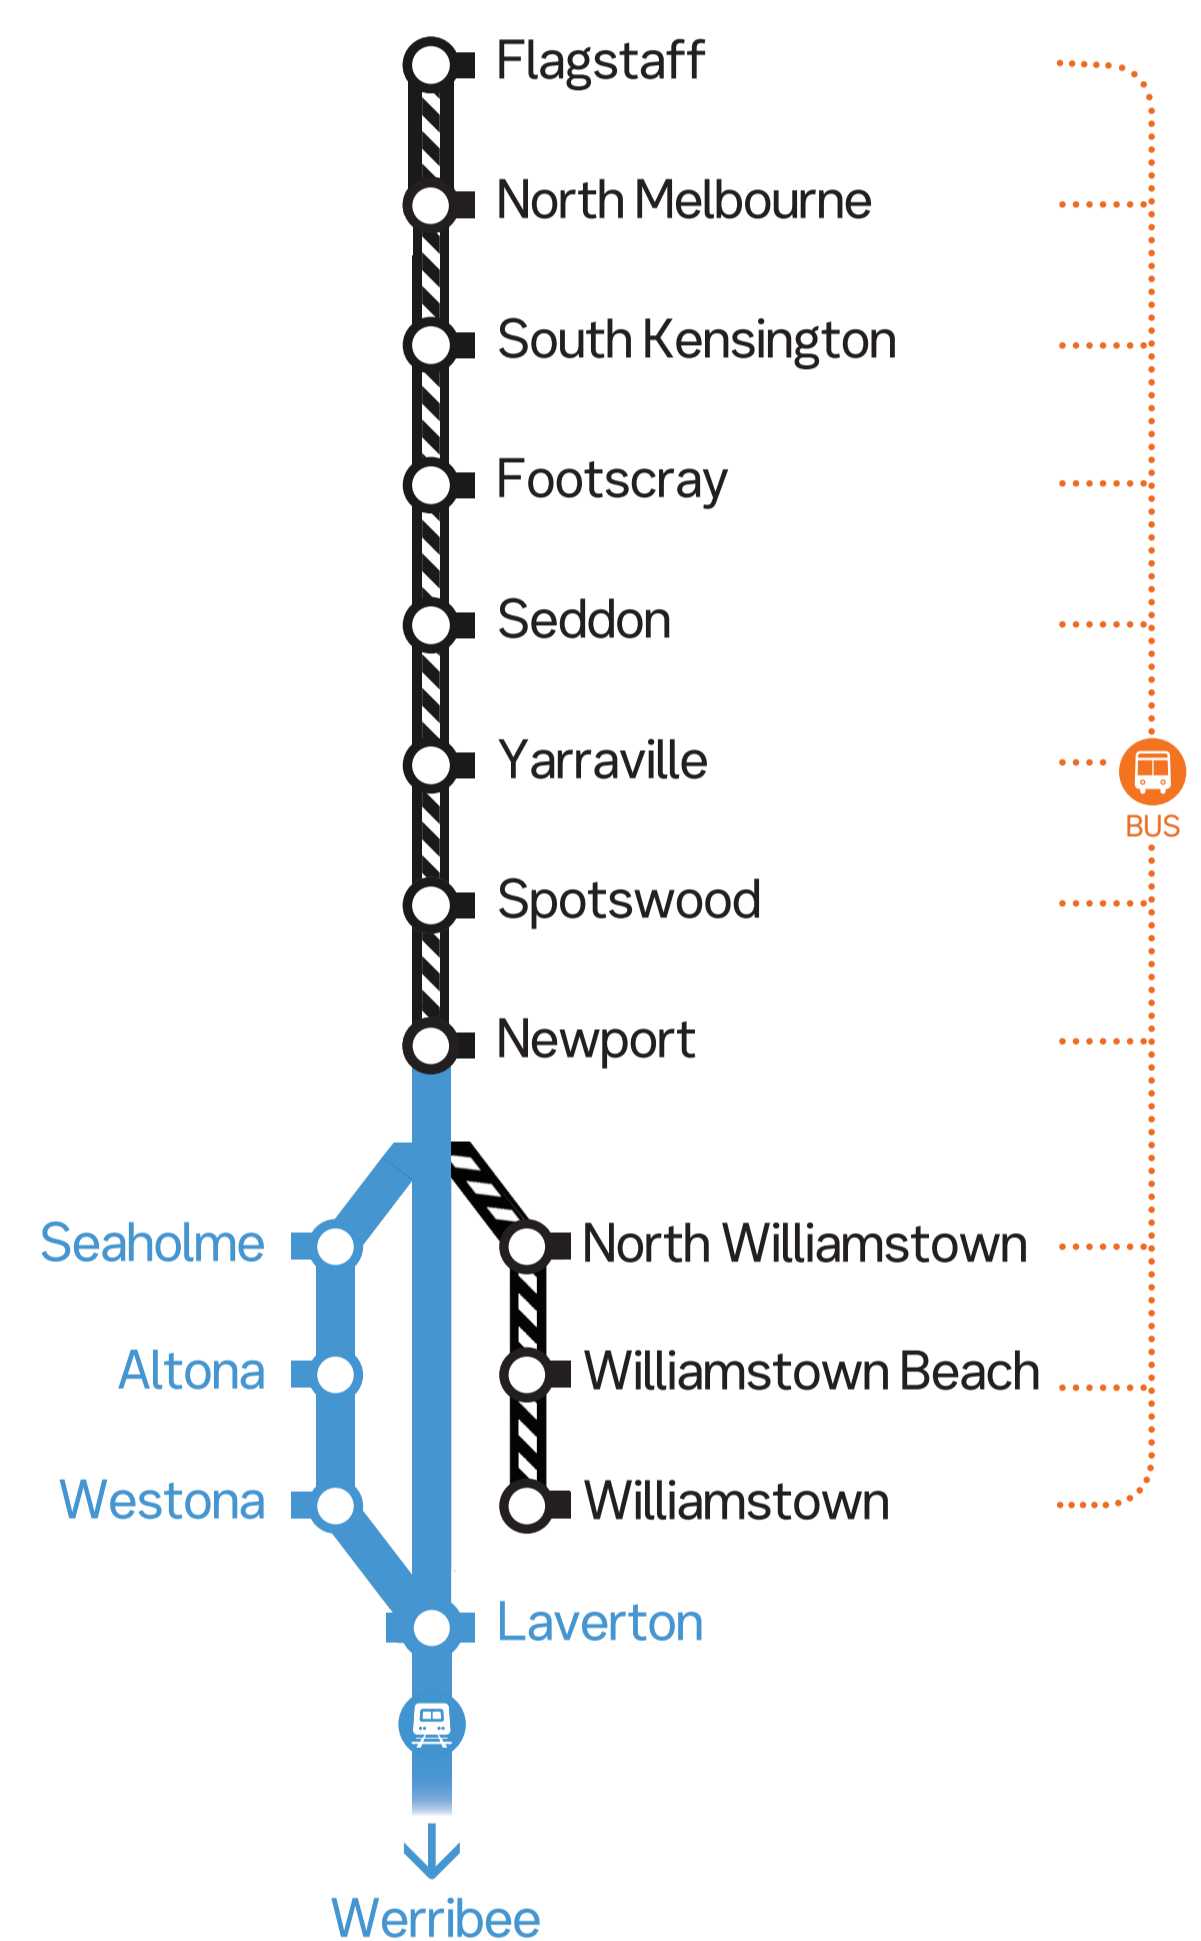 Flagstaff
North Melbourne
South Kensington
Footscray
Seddon
Yarraville
BUS
Spotswood
Newport
Seaholme
North Williamstown
Altona
Williamstown Beach
Westona
Williamstown
Laverton
Werribee